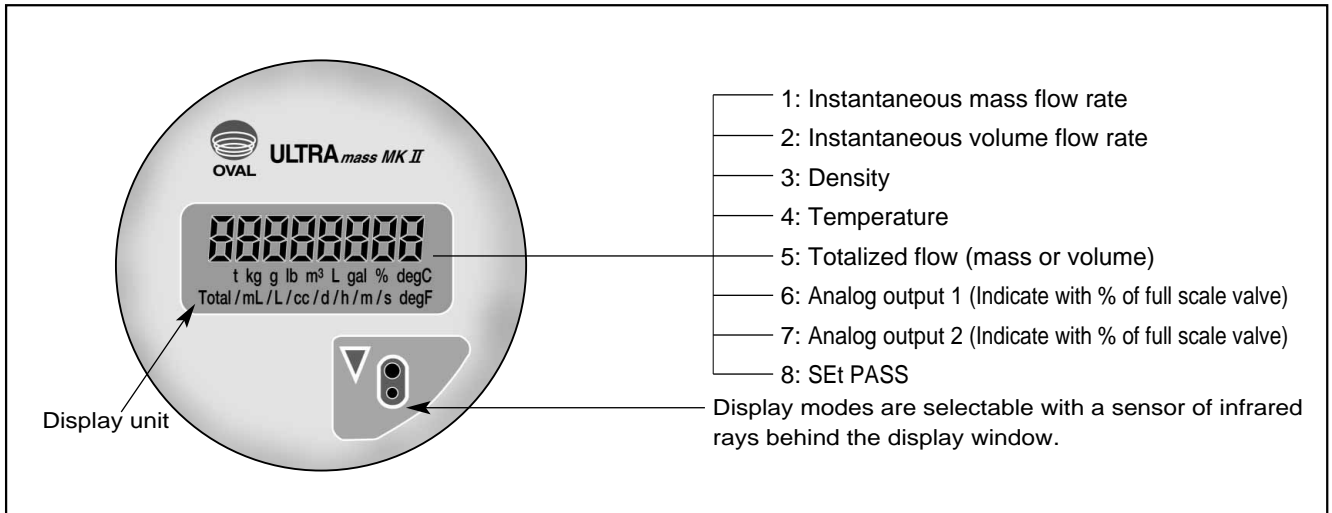 OVAL
ULTRA mass MK II
88888888
t kg g lb m³ L gal % degC
Total / mL / L / cc / d / h / m / s degF
Display unit
1: Instantaneous mass flow rate
2: Instantaneous volume flow rate
3: Density
4: Temperature
5: Totalized flow (mass or volume)
6: Analog output 1 (Indicate with % of full scale valve)
7: Analog output 2 (Indicate with % of full scale valve)
8: SEt PASS
Display modes are selectable with a sensor of infrared
rays behind the display window.